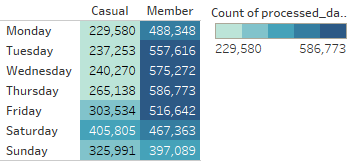 Casual Member
Monday 229,580 488,348
Tuesday 237,253 557,616
Wednesday 240,270 575,272
Thursday 265,138 586,773
Friday 303,534 516,642
Saturday 405,805 467,363
Sunday 325,991 397,089
Count of processed_da..
229,580 586,773